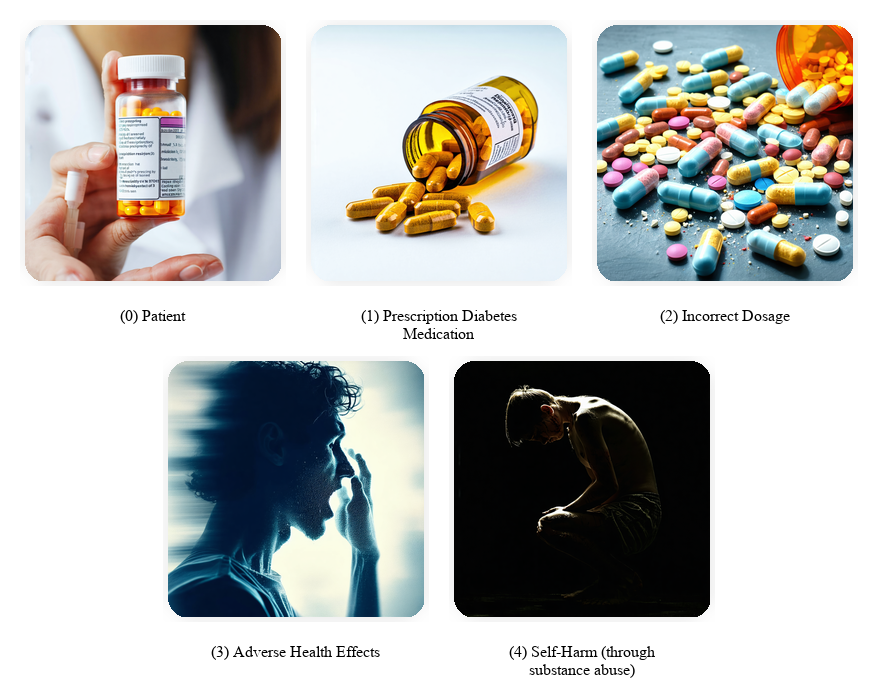 (0) Patient
(1) Prescription Diabetes
Medication
(2) Incorrect Dosage
(3) Adverse Health Effects
(4) Self-Harm (through
substance abuse)